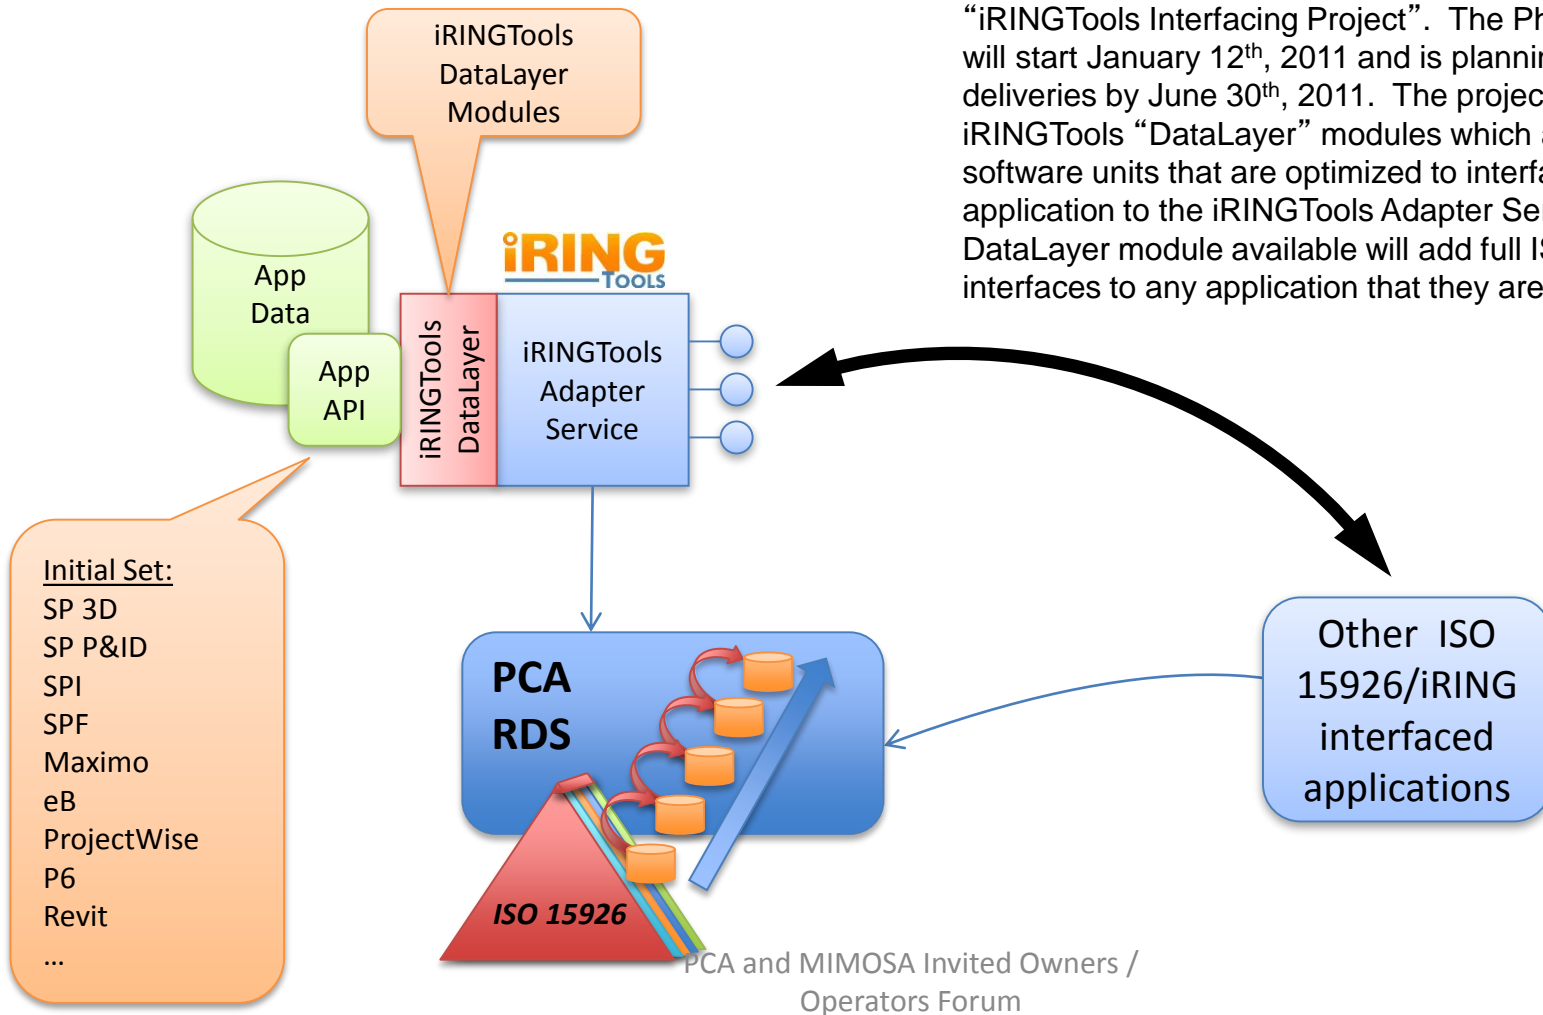 “iRINGTools Interfacing Project”. The Ph
will start January 12th, 2011 and is plannin
deliveries by June 30th, 2011. The projec
iRINGTools “DataLayer” modules which a
software units that are optimized to interfa
application to the iRINGTools Adapter Ser
DataLayer module available will add full IS
interfaces to any application that they are
iRINGTools
DataLayer
Modules
App
Data
App
API
iRING
TOOLS
iRINGTools
DataLayer
iRINGTools
Adapter
Service
Initial Set:
SP 3D
SP P&ID
SPI
SPF
Maximo
eB
ProjectWise
P6
Revit
...
PCA
RDS
ISO 15926
Other ISO
15926/iRING
interfaced
applications
PCA and MIMOSA Invited Owners /
Operators Forum